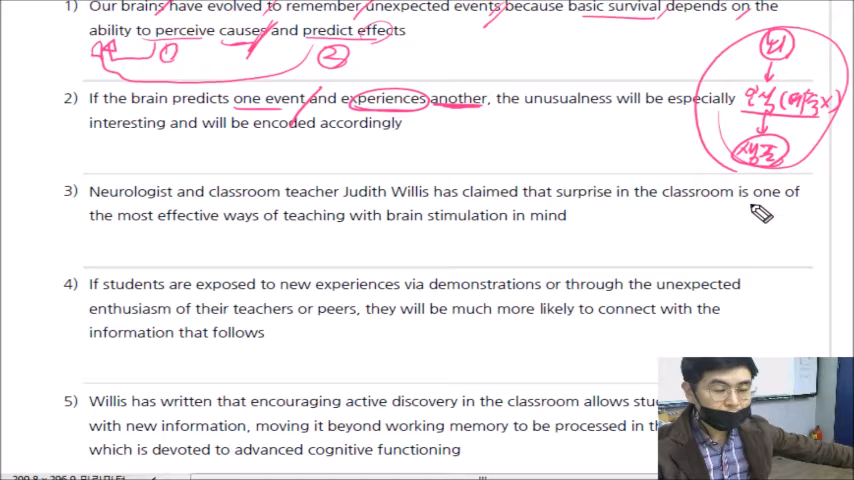 1) Our brains have evolved to remember unexpected events because basic survival depends on the
ability to perceive causes and predict effects
① ②
뇌
2) If the brain predicts one event and experiences another, the unusualness will be especially
인식 (예측X)
interesting and will be encoded accordingly
생존
3) Neurologist and classroom teacher Judith Willis has claimed that surprise in the classroom is one of
the most effective ways of teaching with brain stimulation in mind
4) If students are exposed to new experiences via demonstrations or through the unexpected
enthusiasm of their teachers or peers, they will be much more likely to connect with the
information that follows
5) Willis has written that encouraging active discovery in the classroom allows
with new information, moving it beyond working memory to be processed in
which is devoted to advanced cognitive functioning